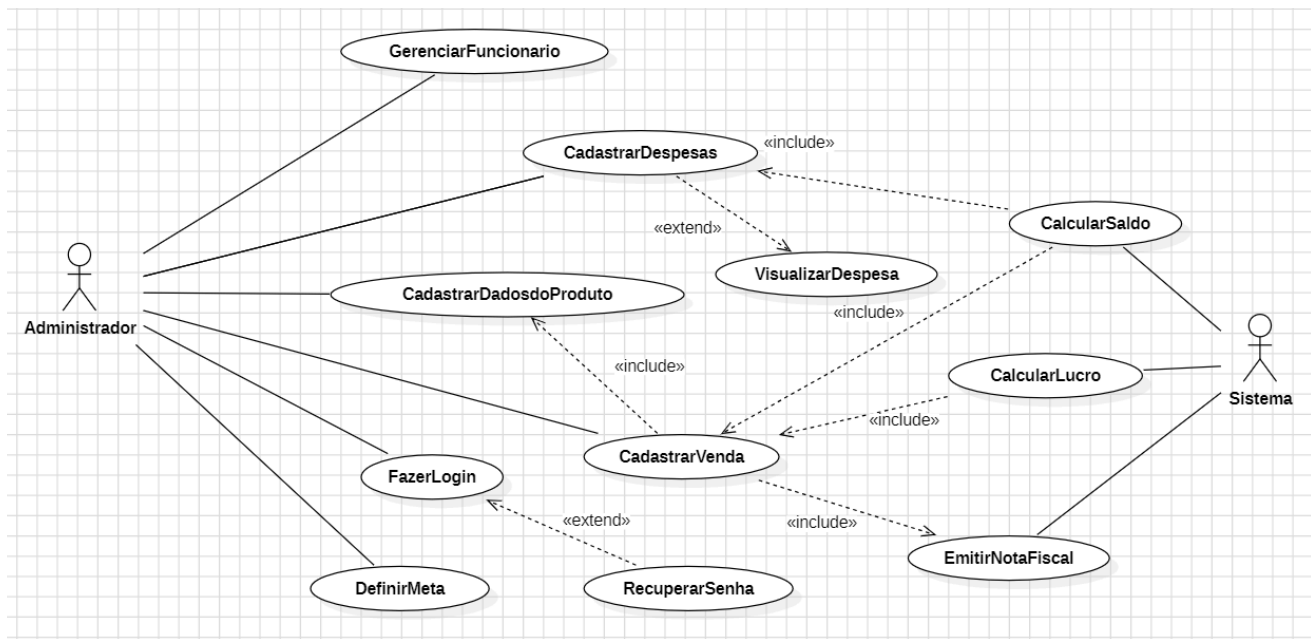 GerenciarFuncionario
CadastrarDespesas
«include»
CalcularSaldo
«extend»
VisualizarDespesa
CadastrarDadosdoProduto
«include»
Administrador
«include»
CalcularLucro
Sistema
«include»
CadastrarVenda
FazerLogin
«extend»
«include»
EmitirNotaFiscal
DefinirMeta
RecuperarSenha